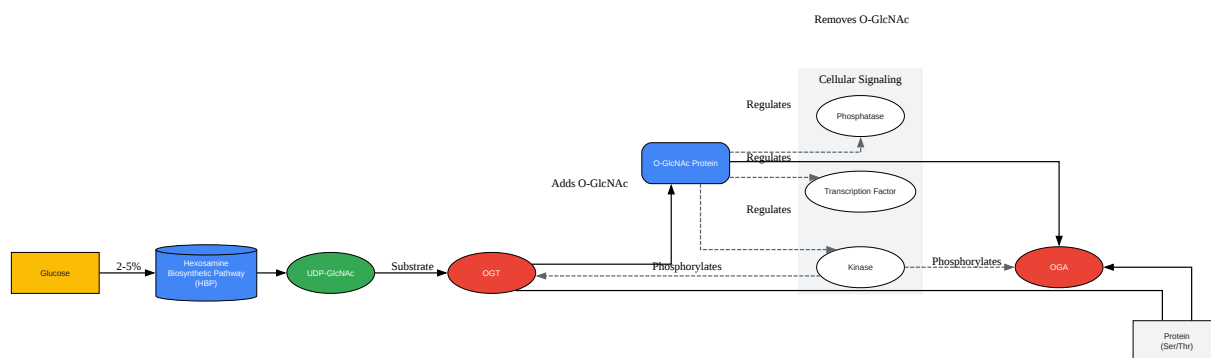 Removes O-GlcNAc
Cellular Signaling
Regulates
Phosphatase
O-GlcNAc Protein
Regulates
Adds O-GlcNAc
Transcription Factor
Regulates
Glucose
2-5%
Hexosamine
Biosynthetic Pathway
(HBP)
UDP-GlcNAc
Substrate
OGT
Phosphorylates
Kinase
Phosphorylates
OGA
Protein
(Ser/Thr)